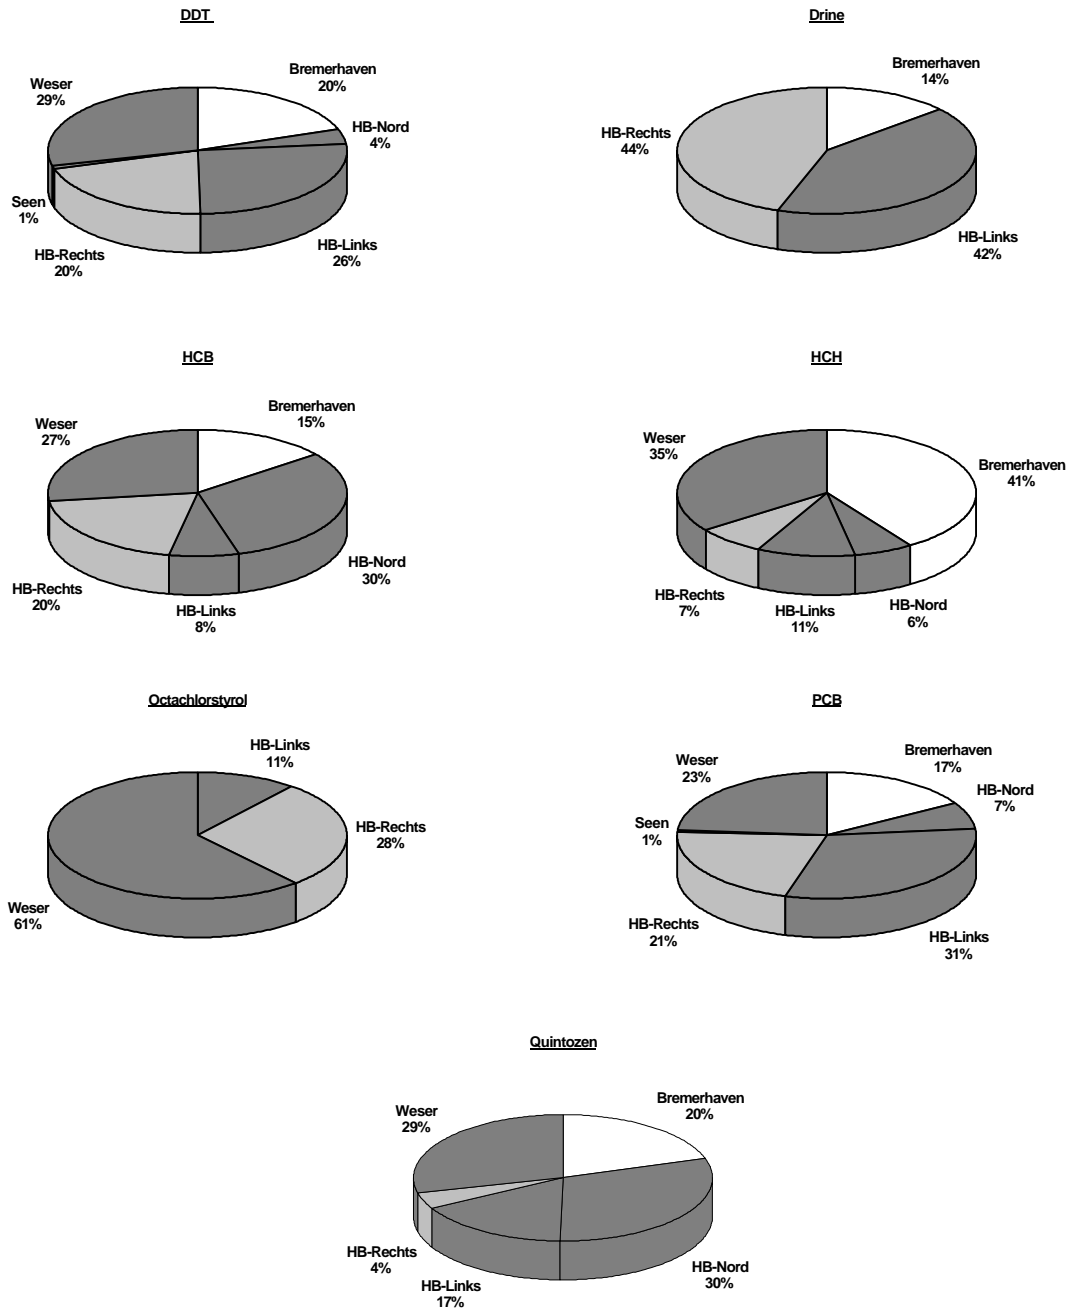 DDT
Bremerhaven
20%
HB-Nord
4%
HB-Links
26%
HB-Rechts
20%
Seen
1%
Weser
29%
Drine
Bremerhaven
14%
HB-Links
42%
HB-Rechts
44%
HCB
Bremerhaven
15%
HB-Nord
30%
HB-Links
8%
HB-Rechts
20%
Weser
27%
HCH
Bremerhaven
41%
HB-Nord
6%
HB-Links
11%
HB-Rechts
7%
Weser
35%
Octachlorstyrol
HB-Links
11%
HB-Rechts
28%
Weser
61%
PCB
Bremerhaven
17%
HB-Nord
7%
HB-Links
31%
HB-Rechts
21%
Seen
1%
Weser
23%
Quintozen
Bremerhaven
20%
HB-Nord
30%
HB-Links
17%
HB-Rechts
4%
Weser
29%